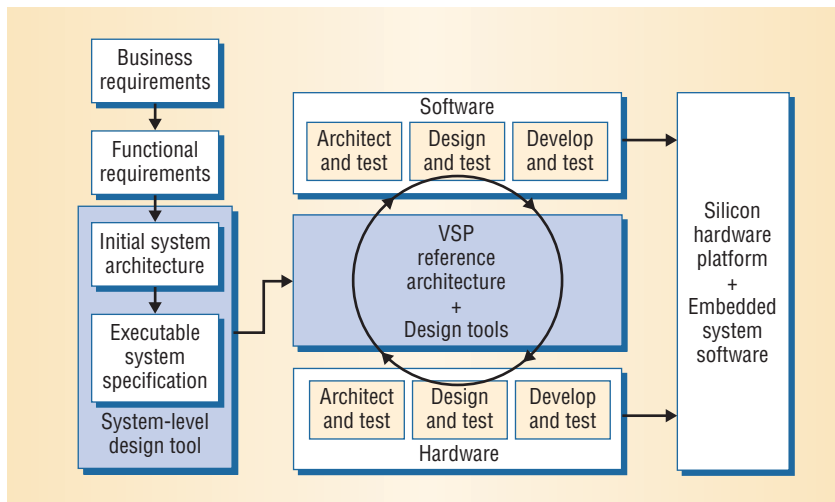 Business
requirements
Functional
requirements
Initial system
architecture
Executable
system
specification
System-level
design tool
Software
Architect
and test
Design
and test
Develop
and test
VSP
reference
architecture
+
Design tools
Architect
and test
Design
and test
Develop
and test
Hardware
Silicon
hardware
platform
+
Embedded
system
software